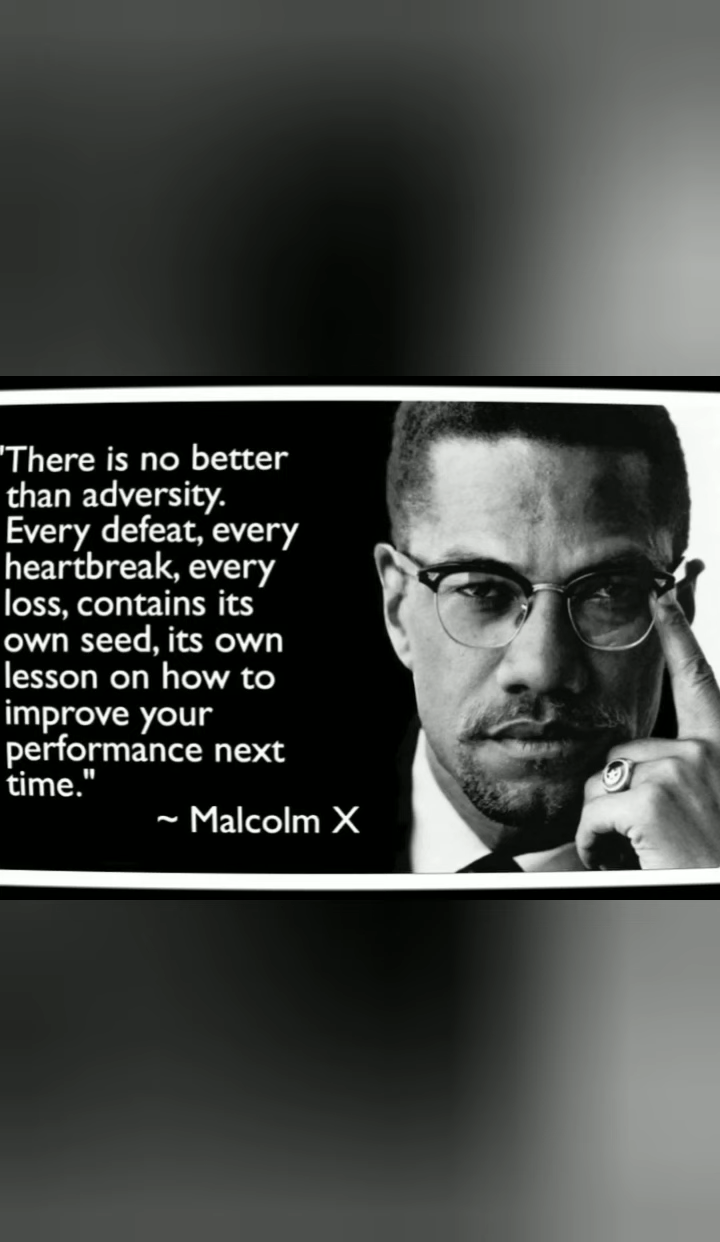 "There is no better
than adversity.
Every defeat, every
heartbreak, every
loss, contains its
own seed, its own
lesson on how to
improve your
performance next
time."
~ Malcolm X